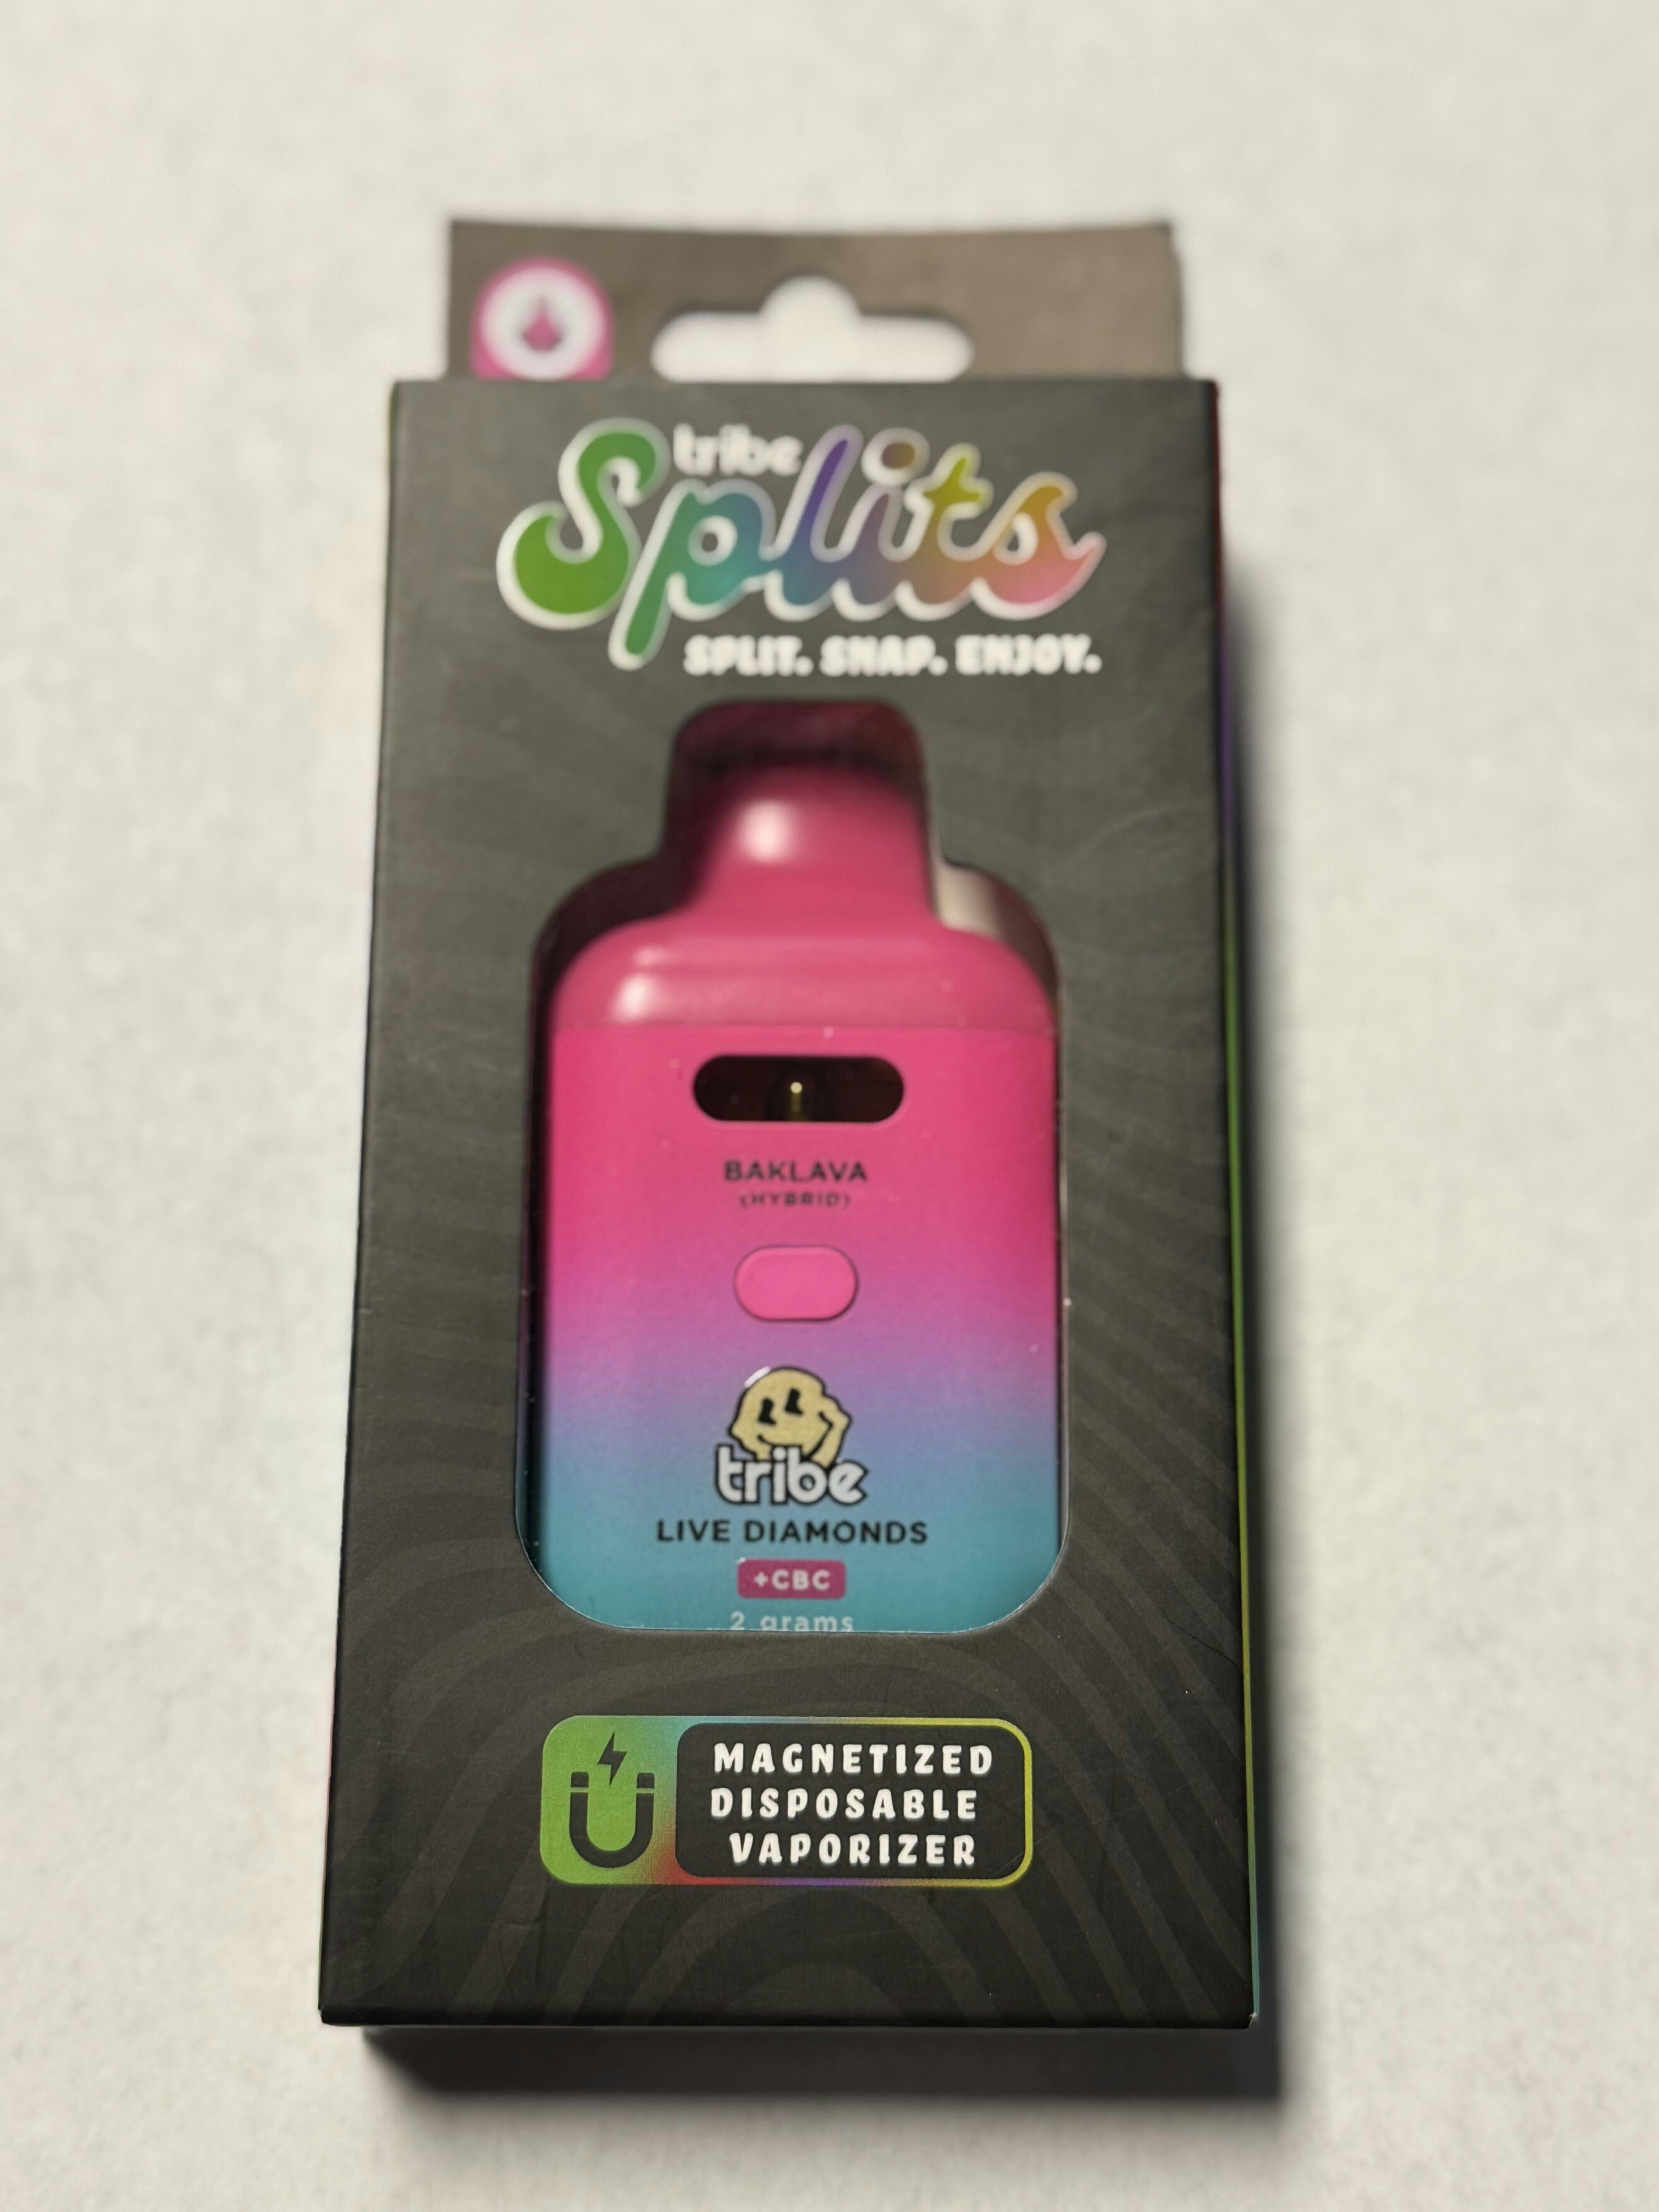 tribe
Splits
SPLIT. SNAP. ENJOY.
BAKLAVA
(HYBRID)
tribe
LIVE DIAMONDS
+CBC
2 grams
MAGNETIZED
DISPOSABLE
VAPORIZER